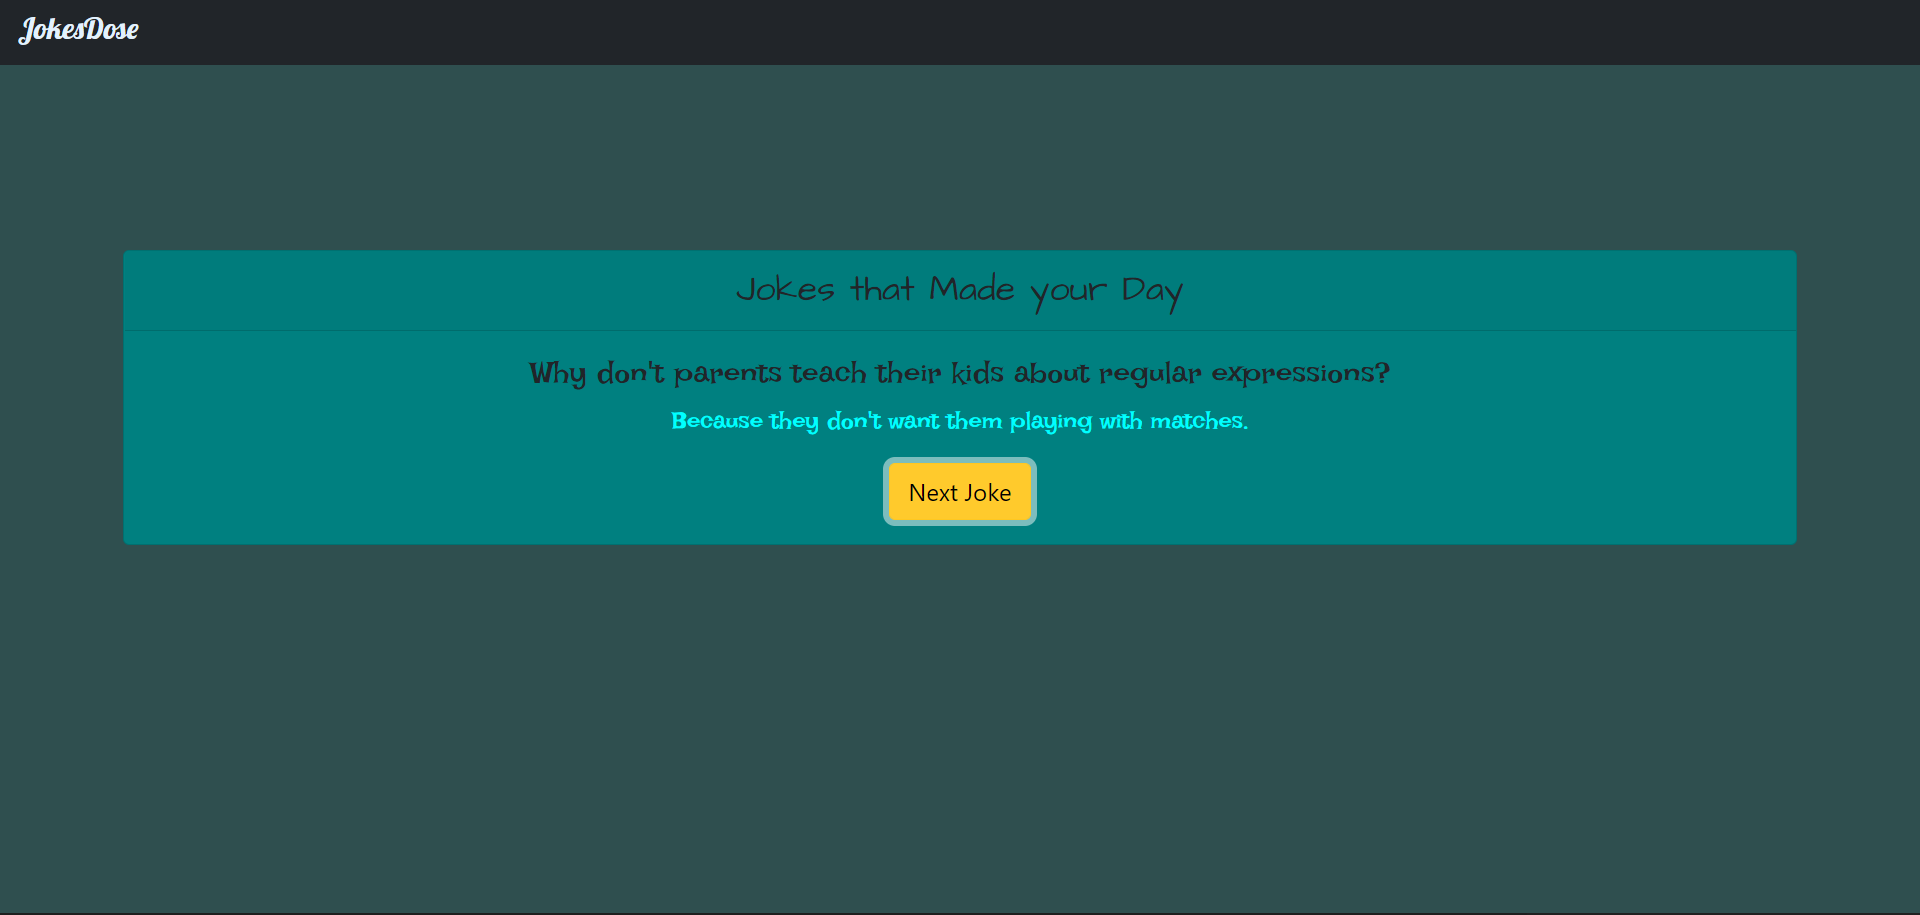 JokesDose
Jokes that Made your Day
Why don't parents teach their kids about regular expressions?
Because they don't want them playing with matches.
Next Joke